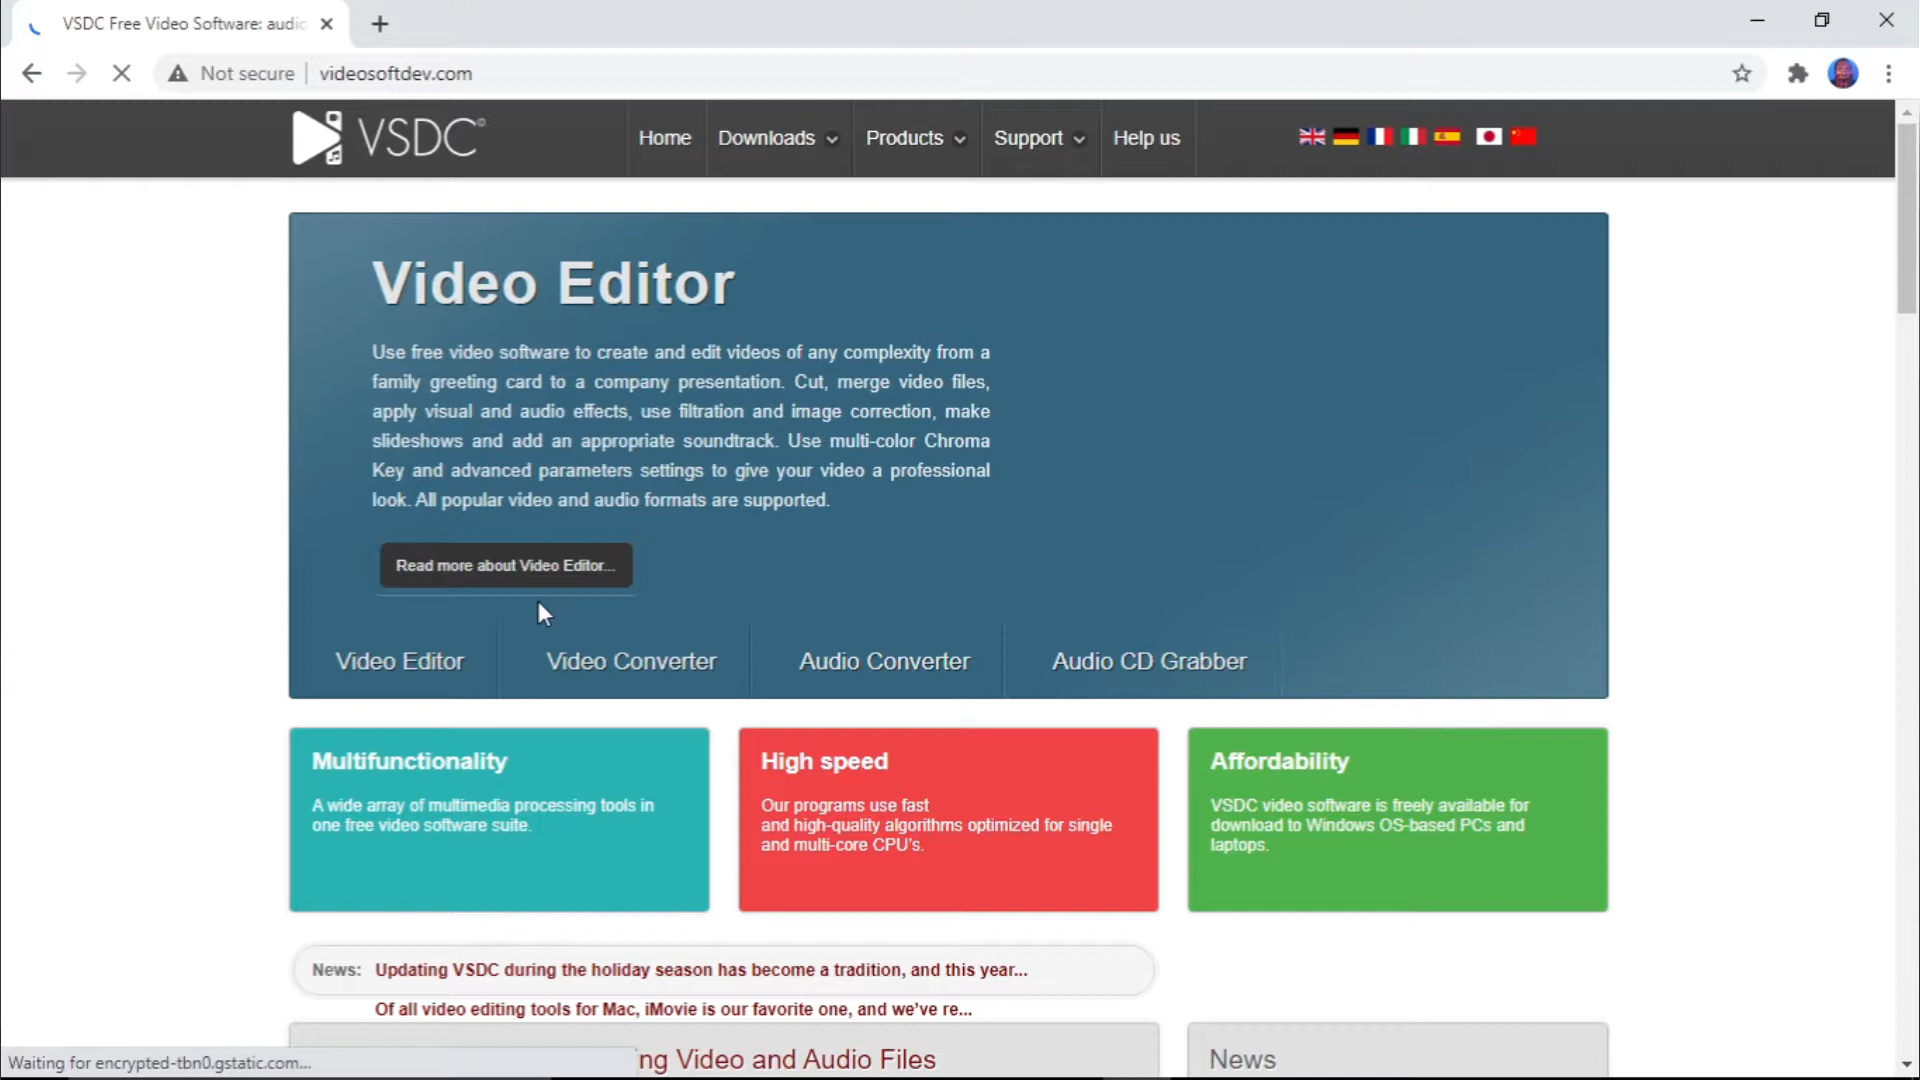 VSDC Free Video Software: audio
Not secure
videosoftdev.com
VSDC
Home
Downloads
Products
Support
Help us
Video Editor
Use free video software to create and edit videos of any complexity from a
family greeting card to a company presentation. Cut, merge video files,
apply visual and audio effects, use filtration and image correction, make
slideshows and add an appropriate soundtrack. Use multi-color Chroma
Key and advanced parameters settings to give your video a professional
look. All popular video and audio formats are supported.
Read more about Video Editor...
Video Editor
Video Converter
Audio Converter
Audio CD Grabber
Multifunctionality
A wide array of multimedia processing tools in
one free video software suite.
High speed
Our programs use fast
and high-quality algorithms optimized for single
and multi-core CPU's.
Affordability
VSDC video software is freely available for
download to Windows OS-based PCs and
laptops.
News: Updating VSDC during the holiday season has become a tradition, and this year...
Of all video editing tools for Mac, iMovie is our favorite one, and we've re...
ng Video and Audio Files
News
Waiting for encrypted-tbn0.gstatic.com...